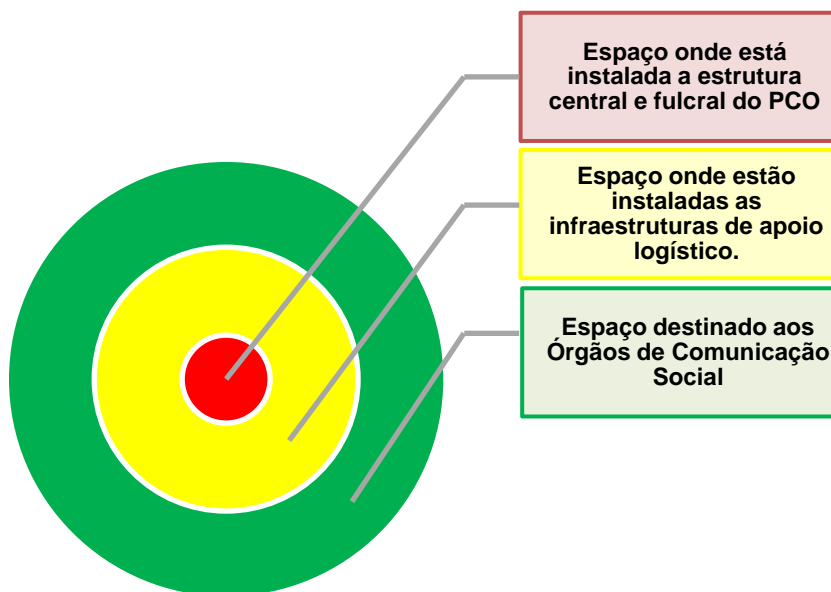 Espaço onde está
instalada a estrutura
central e fulcral do PCO
Espaço onde estão
instaladas as
infraestruturas de apoio
logístico.
Espaço destinado aos
Órgãos de Comunicação
Social